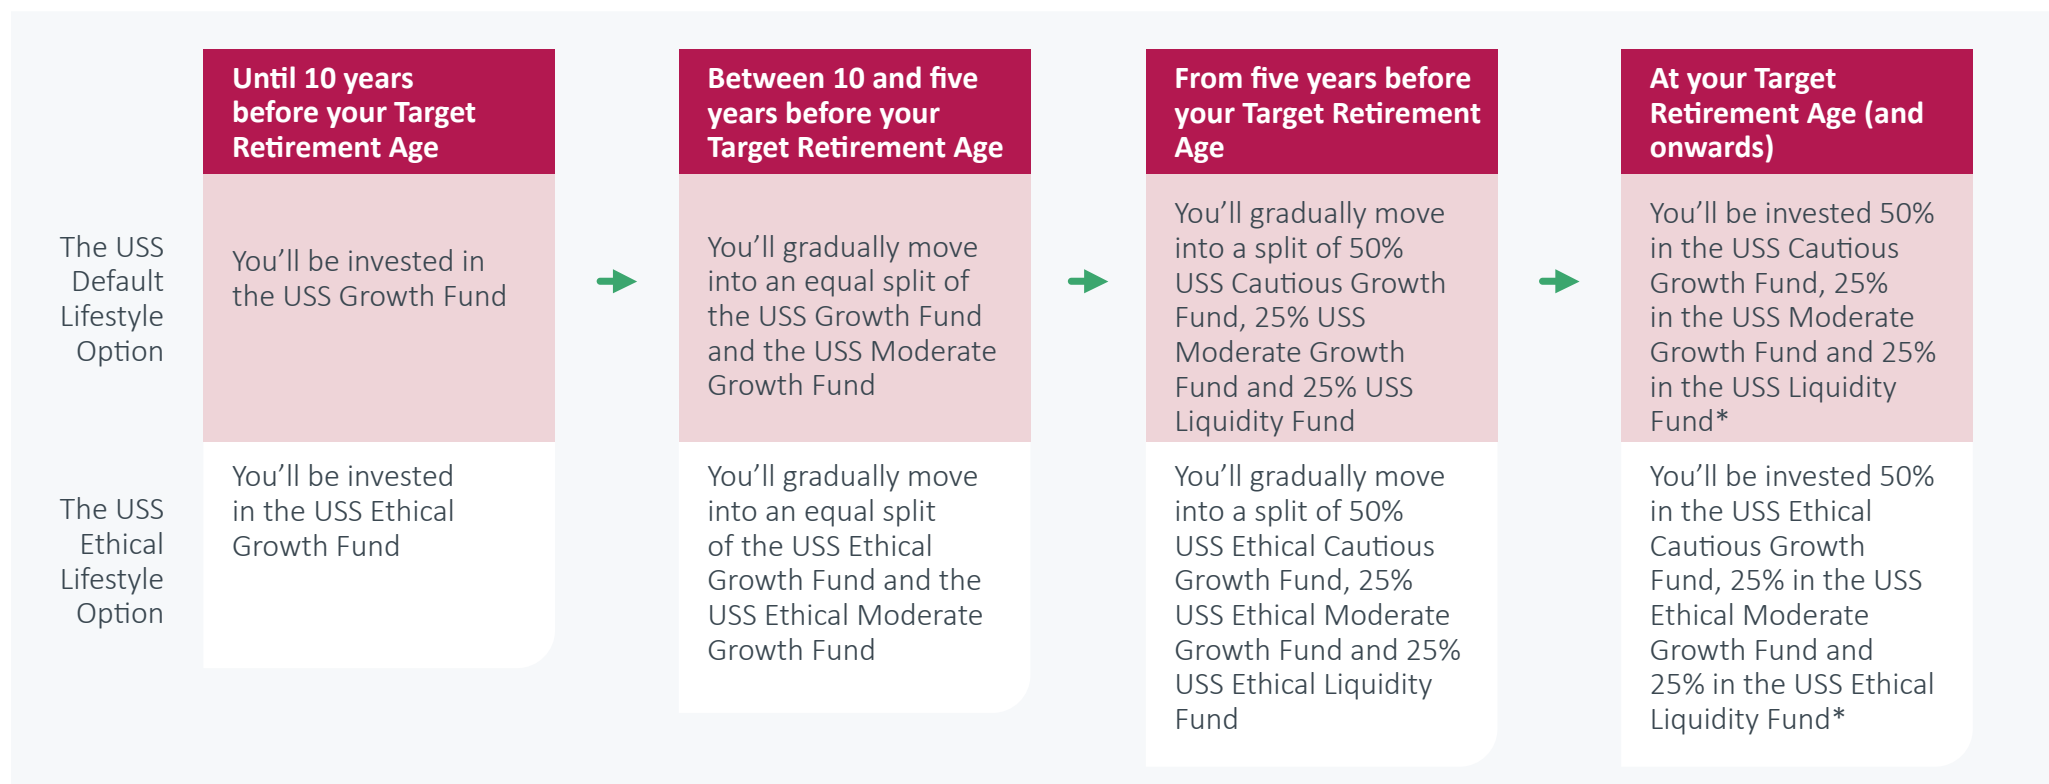 Until 10 years
before your Target
Retirement Age
Between 10 and five
years before your
Target Retirement Age
From five years before
your Target Retirement
Age
At your Target
Retirement Age (and
onwards)
The USS
Default
Lifestyle
Option
You’ll be invested in
the USS Growth Fund
You’ll gradually move
into an equal split of
the USS Growth Fund
and the USS Moderate
Growth Fund
You’ll gradually move
into a split of 50%
USS Cautious Growth
Fund, 25% USS
Moderate Growth
Fund and 25% USS
Liquidity Fund
You’ll be invested 50%
in the USS Cautious
Growth Fund, 25%
in the USS Moderate
Growth Fund and 25%
in the USS Liquidity
Fund*
The USS
Ethical
Lifestyle
Option
You’ll be invested
in the USS Ethical
Growth Fund
You’ll gradually move
into an equal split
of the USS Ethical
Growth Fund and the
USS Ethical Moderate
Growth Fund
You’ll gradually move
into a split of 50%
USS Ethical Cautious
Growth Fund, 25%
USS Ethical Moderate
Growth Fund and 25%
USS Ethical Liquidity
Fund
You’ll be invested 50%
in the USS Ethical
Cautious Growth
Fund, 25% in the USS
Ethical Moderate
Growth Fund and
25% in the USS Ethical
Liquidity Fund*